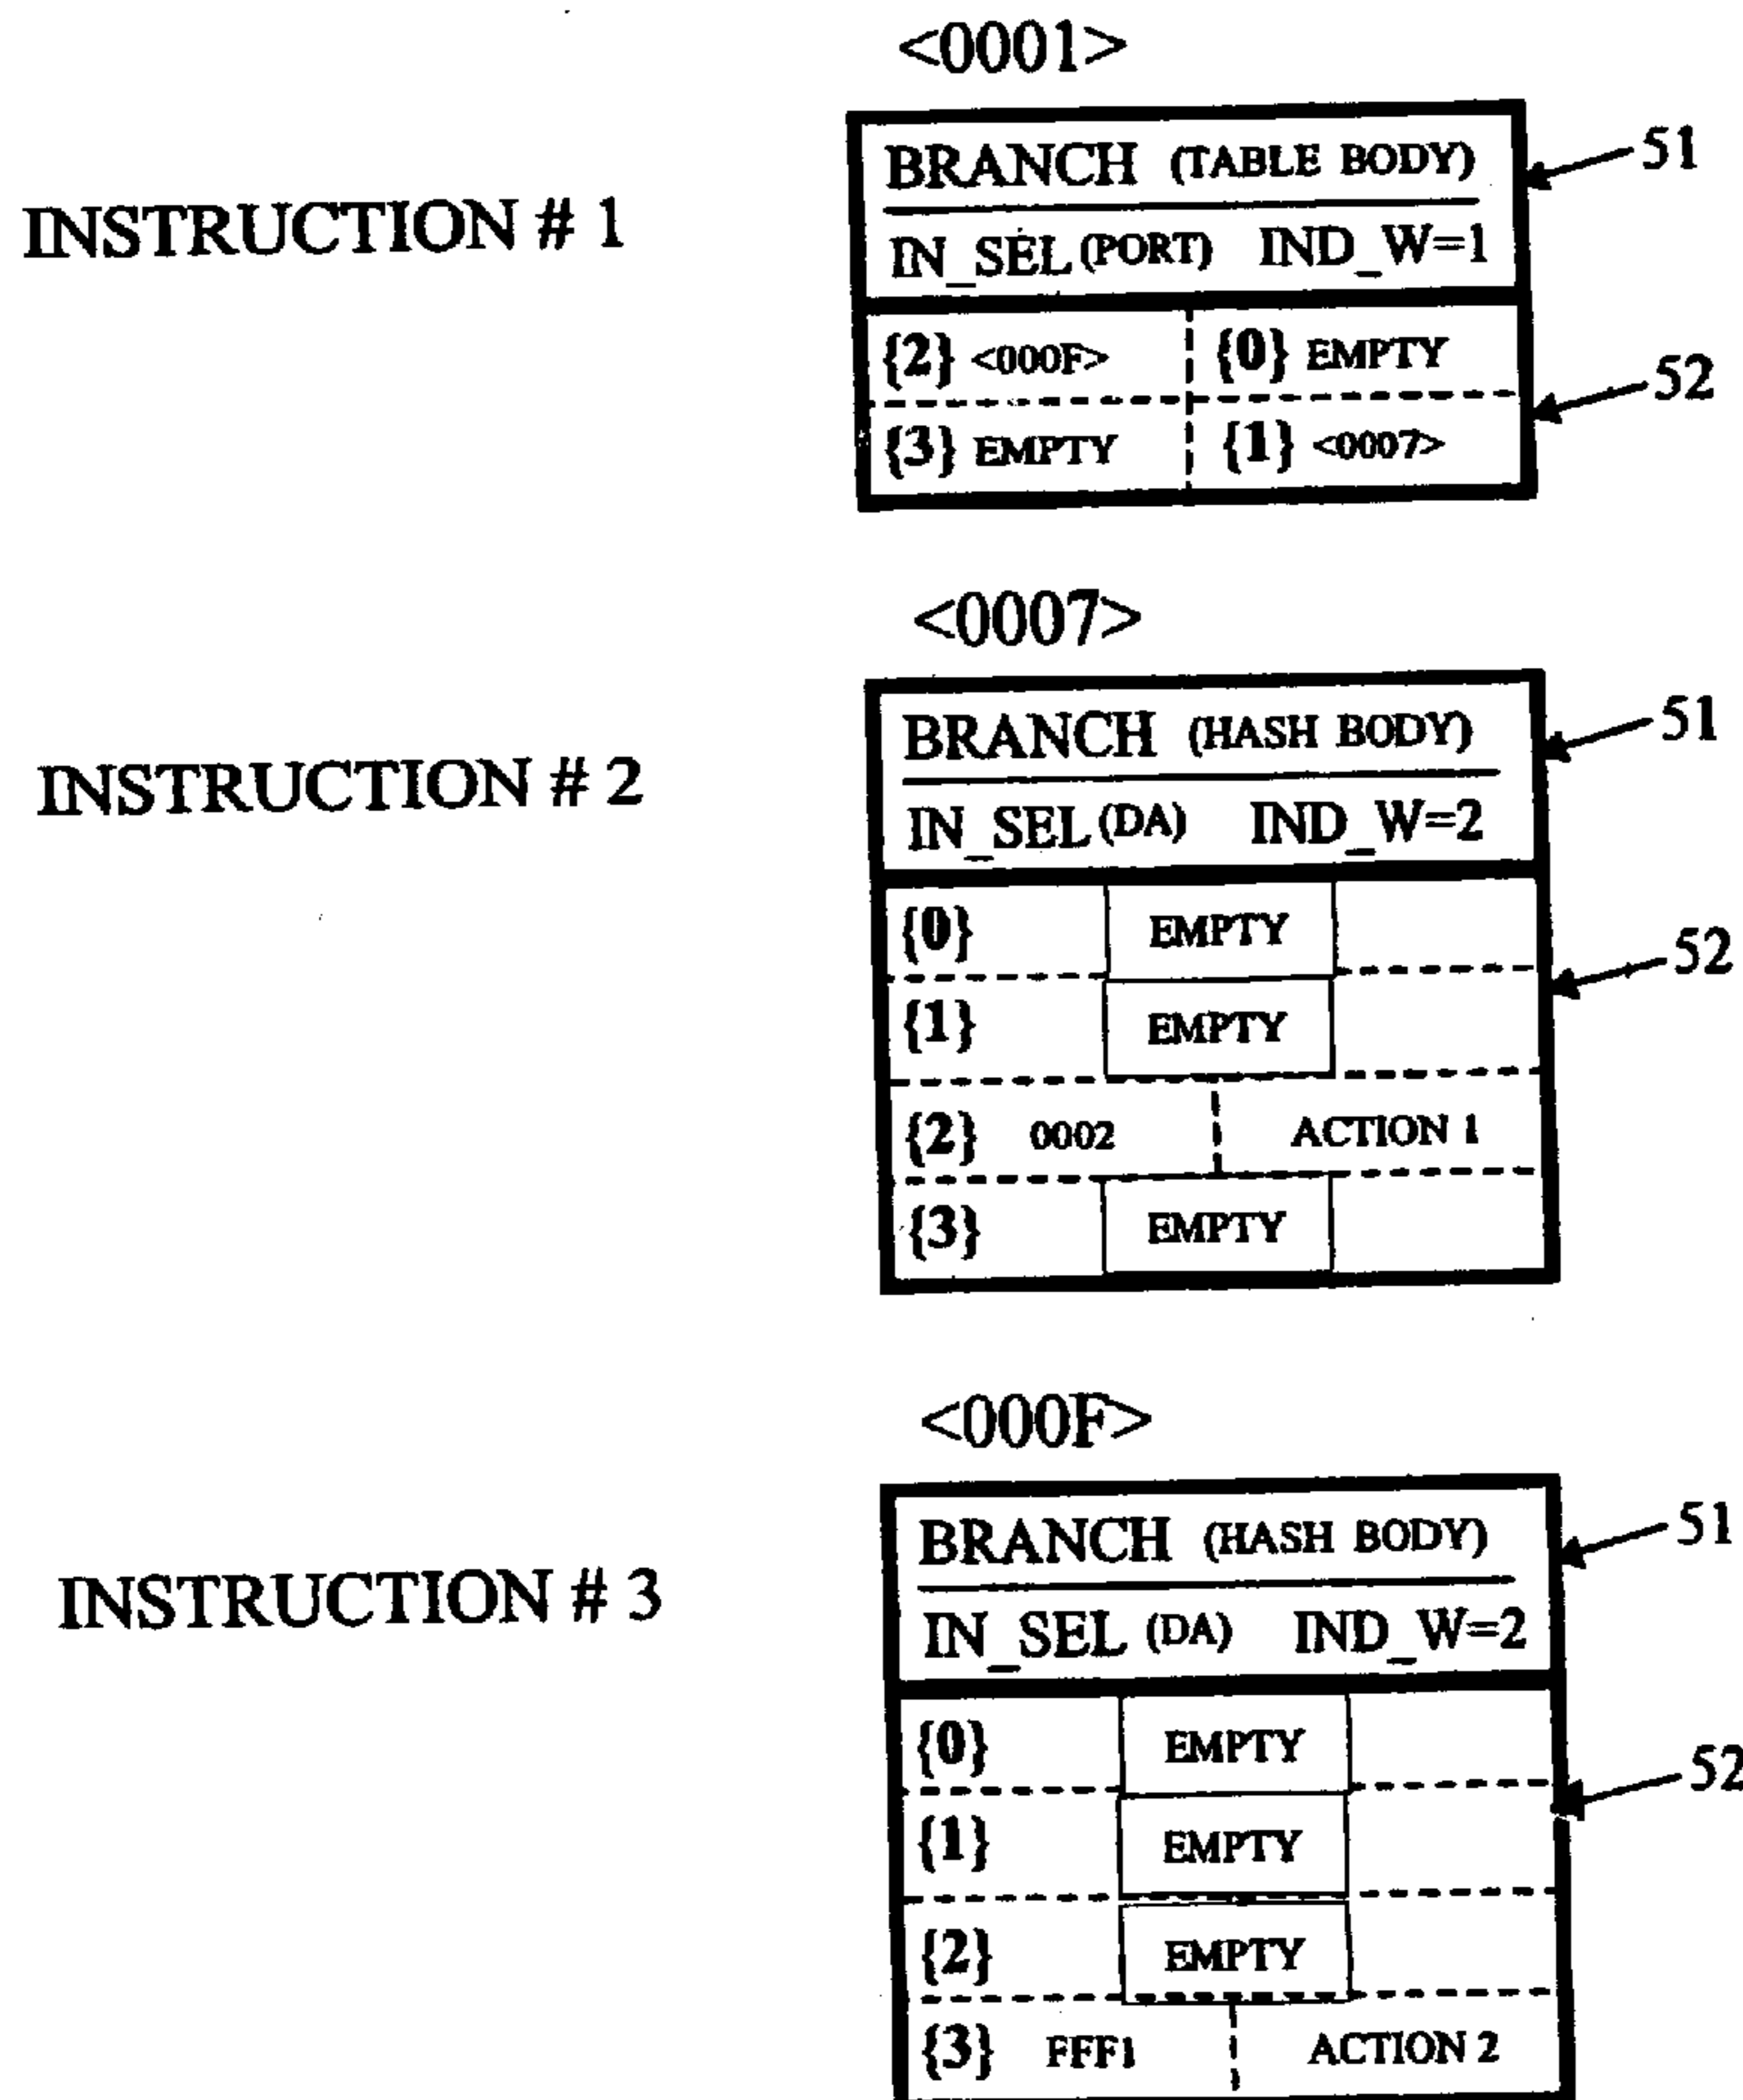 <0001>
BRANCH (TABLE BODY)
51
INSTRUCTION # 1
IN_SEL (PORT) IND_W=1
{2} <000F> {0} EMPTY
52
{3} EMPTY {1} <0007>
<0007>
BRANCH (HASH BODY)
51
INSTRUCTION # 2
IN_SEL (DA) IND_W=2
{0} EMPTY
52
{1} EMPTY
{2} 0002 ACTION 1
{3} EMPTY
<000F>
BRANCH (HASH BODY)
51
INSTRUCTION # 3
IN_SEL (DA) IND_W=2
{0} EMPTY
52
{1} EMPTY
{2} EMPTY
{3} FFF1 ACTION 2